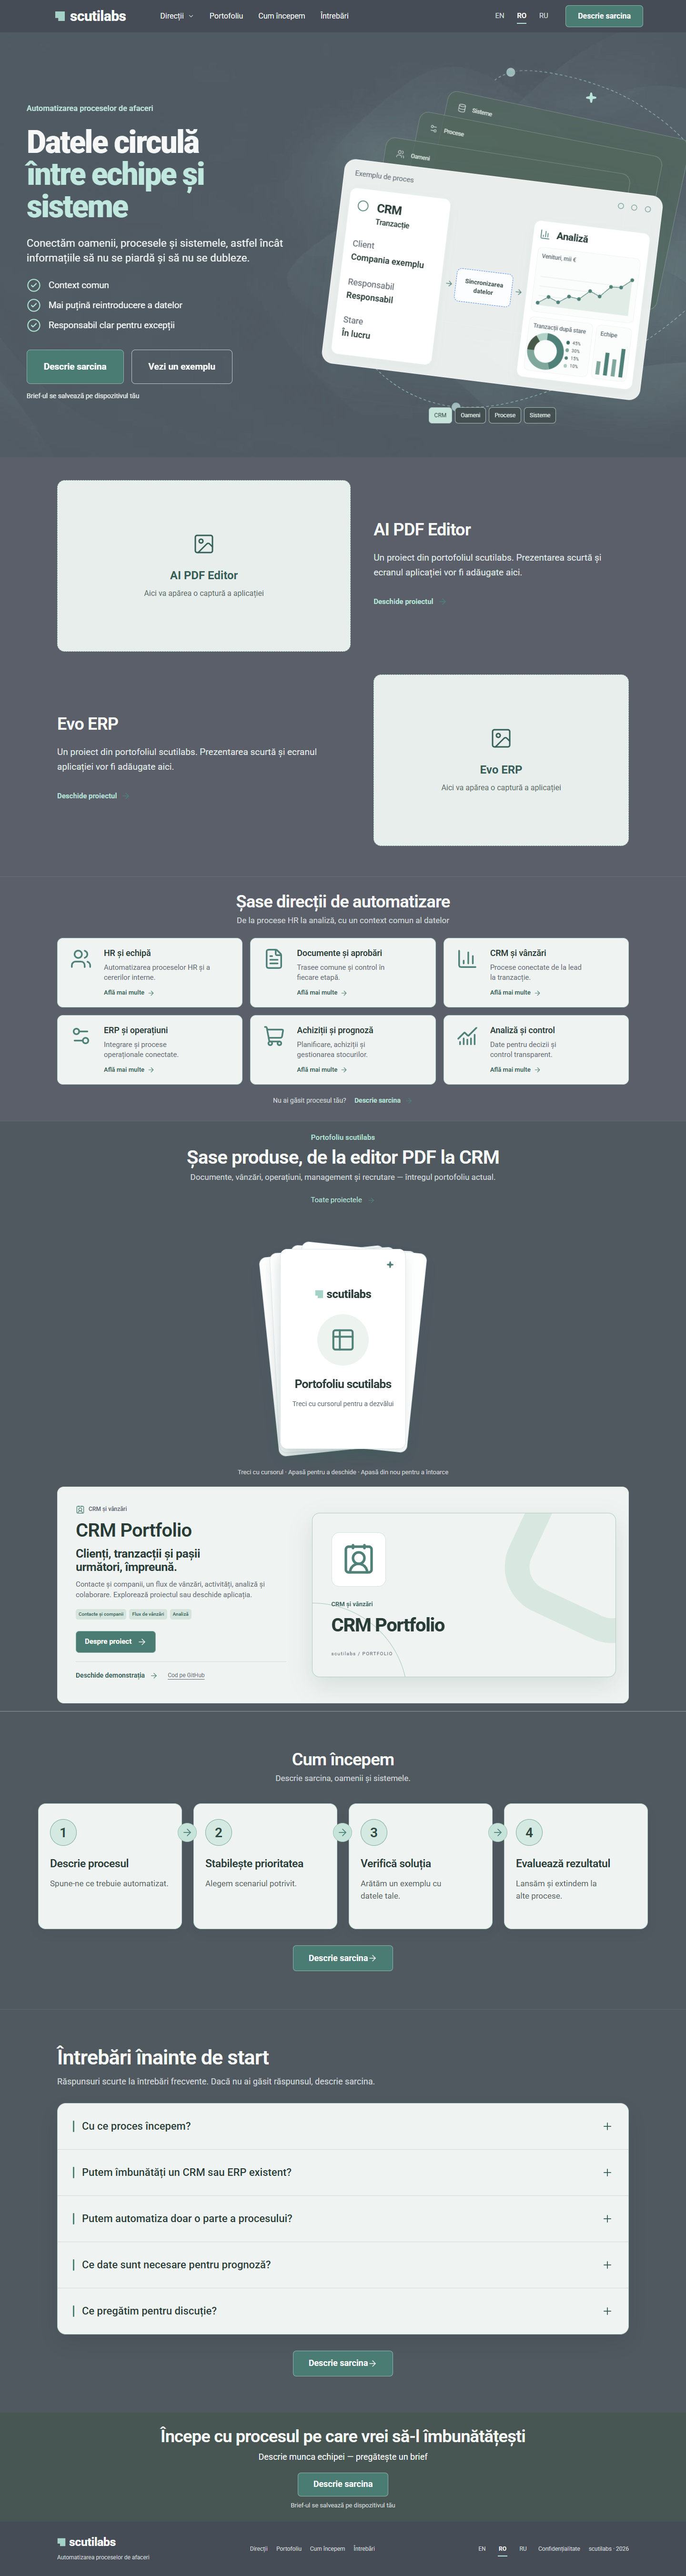 scutilabs
Direcții
Portofoliu
Cum începem
Întrebări
EN
RO
RU
Descrie sarcina
Automatizarea proceselor de afaceri
Datele circulă
între echipe și
sisteme
Conectăm oamenii, procesele și sistemele, astfel încât
informațiile să nu se piardă și să nu se dubleze.
Context comun
Mai puțină reintroducere a datelor
Responsabil clar pentru excepții
Descrie sarcina
Vezi un exemplu
Brief-ul se salvează pe dispozitivul tău
Sisteme
Procese
Oameni
Exemplu de proces
CRM
Tranzacție
Client
Compania exemplu
Responsabil
Responsabil
Stare
În lucru
Sincronizarea
datelor
Analiză
Venituri, mii €
Tranzacții după stare
45%
30%
15%
10%
Echipe
CRM
Oameni
Procese
Sisteme
AI PDF Editor
Aici va apărea o captură a aplicației
AI PDF Editor
Un proiect din portofoliul scutilabs. Prezentarea scurtă și
ecranul aplicației vor fi adăugate aici.
Deschide proiectul
Evo ERP
Un proiect din portofoliul scutilabs. Prezentarea scurtă și ecranul
aplicației vor fi adăugate aici.
Deschide proiectul
Evo ERP
Aici va apărea o captură a aplicației
Șase direcții de automatizare
De la procese HR la analiză, cu un context comun al datelor
HR și echipă
Automatizarea proceselor HR și a
cererilor interne.
Află mai multe
Documente și aprobări
Trasee comune și control în
fiecare etapă.
Află mai multe
CRM și vânzări
Procese conectate de la lead
la tranzacție.
Află mai multe
ERP și operațiuni
Integrare și procese
operaționale conectate.
Află mai multe
Achiziții și prognoză
Planificare, achiziții și
gestionarea stocurilor.
Află mai multe
Analiză și control
Date pentru decizii și
control transparent.
Află mai multe
Nu ai găsit procesul tău?
Descrie sarcina
Portofoliu scutilabs
Șase produse, de la editor PDF la CRM
Documente, vânzări, operațiuni, management și recrutare — întregul portofoliu actual.
Toate proiectele
scutilabs
Portofoliu scutilabs
Treci cu cursorul pentru a dezvălui
Treci cu cursorul · Apasă pentru a deschide · Apasă din nou pentru a întoarce
CRM și vânzări
CRM Portfolio
Clienți, tranzacții și pașii
următori, împreună.
Contacte și companii, un flux de vânzări, activități, analiză și
colaborare. Explorează proiectul sau deschide aplicația.
Contacte și companii
Flux de vânzări
Analiză
Despre proiect
Deschide demonstrația
Cod pe GitHub
CRM și vânzări
CRM Portfolio
scutilabs / PORTFOLIO
Cum începem
Descrie sarcina, oamenii și sistemele.
1
Descrie procesul
Spune-ne ce trebuie automatizat.
2
Stabilește prioritatea
Alegem scenariul potrivit.
3
Verifică soluția
Arătăm un exemplu cu
datele tale.
4
Evaluează rezultatul
Lansăm și extindem la
alte procese.
Descrie sarcina
Întrebări înainte de start
Răspunsuri scurte la întrebări frecvente. Dacă nu ai găsit răspunsul, descrie sarcina.
Cu ce proces începem?
Putem îmbunătăți un CRM sau ERP existent?
Putem automatiza doar o parte a procesului?
Ce date sunt necesare pentru prognoză?
Ce pregătim pentru discuție?
Descrie sarcina
Începe cu procesul pe care vrei să-l îmbunătățești
Descrie munca echipei — pregătește un brief
Descrie sarcina
Brief-ul se salvează pe dispozitivul tău
scutilabs
Automatizarea proceselor de afaceri
Direcții
Portofoliu
Cum începem
Întrebări
EN
RO
RU
Confidențialitate
scutilabs · 2026